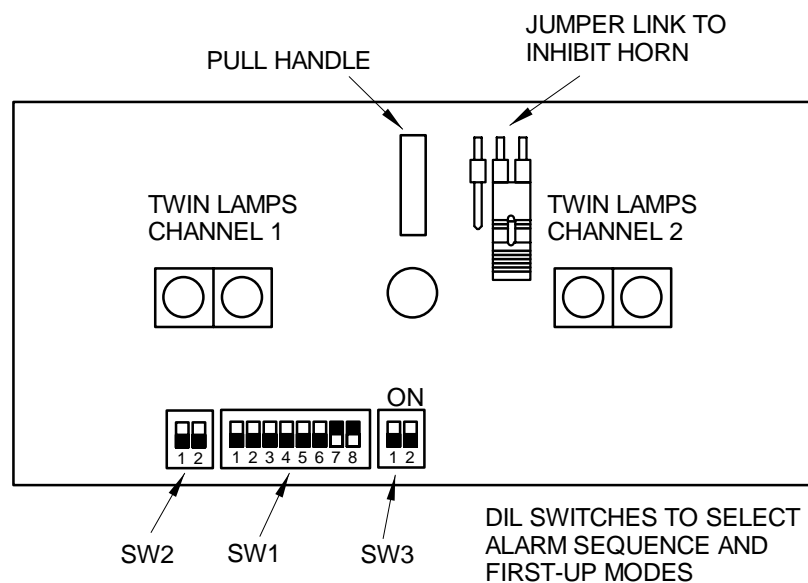 JUMPER LINK TO
INHIBIT HORN
PULL HANDLE
TWIN LAMPS
CHANNEL 1
TWIN LAMPS
CHANNEL 2
ON
1 2
1 2 3 4 5 6 7 8
1 2
SW2
SW1
SW3
DIL SWITCHES TO SELECT
ALARM SEQUENCE AND
FIRST-UP MODES